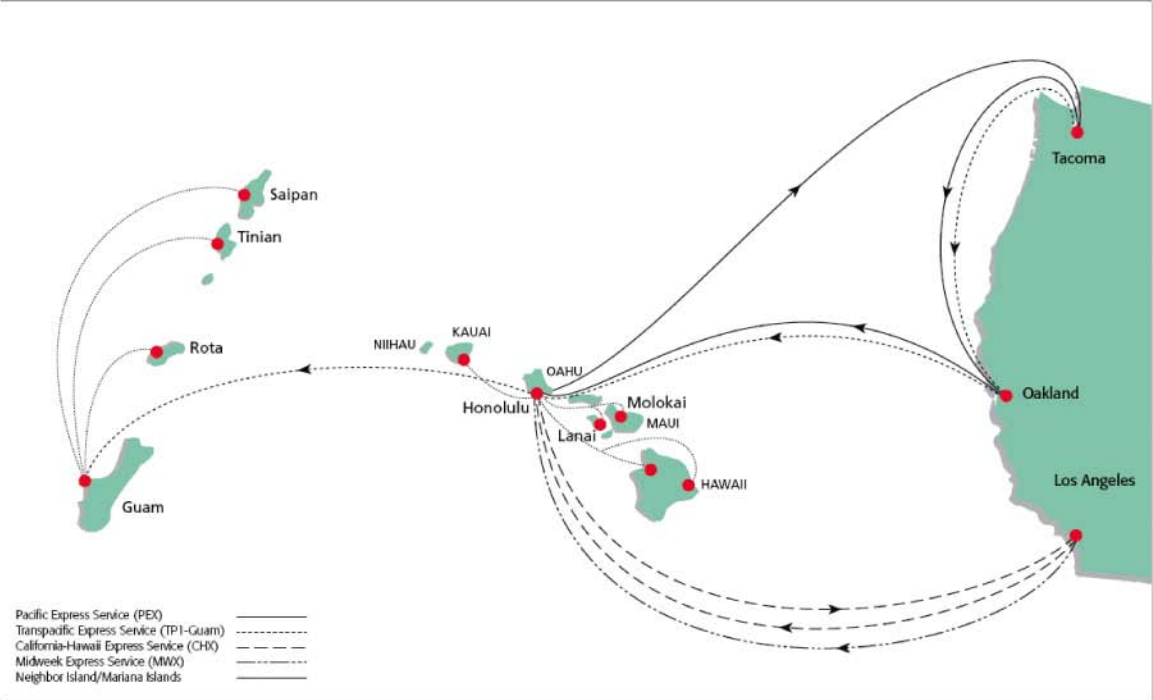 Tacoma
Saipan
Tinian
KAUAI
NIIHAU
Rota
OAHU
Honolulu
Molokai
MAUI
Lanai
Oakland
HAWAII
Los Angeles
Guam
Pacific Express Service (PEX)
Transpacific Express Service (TP1-Guam)
California-Hawaii Express Service (CHX)
Midweek Express Service (MWX)
Neighbor Island/Mariana Islands